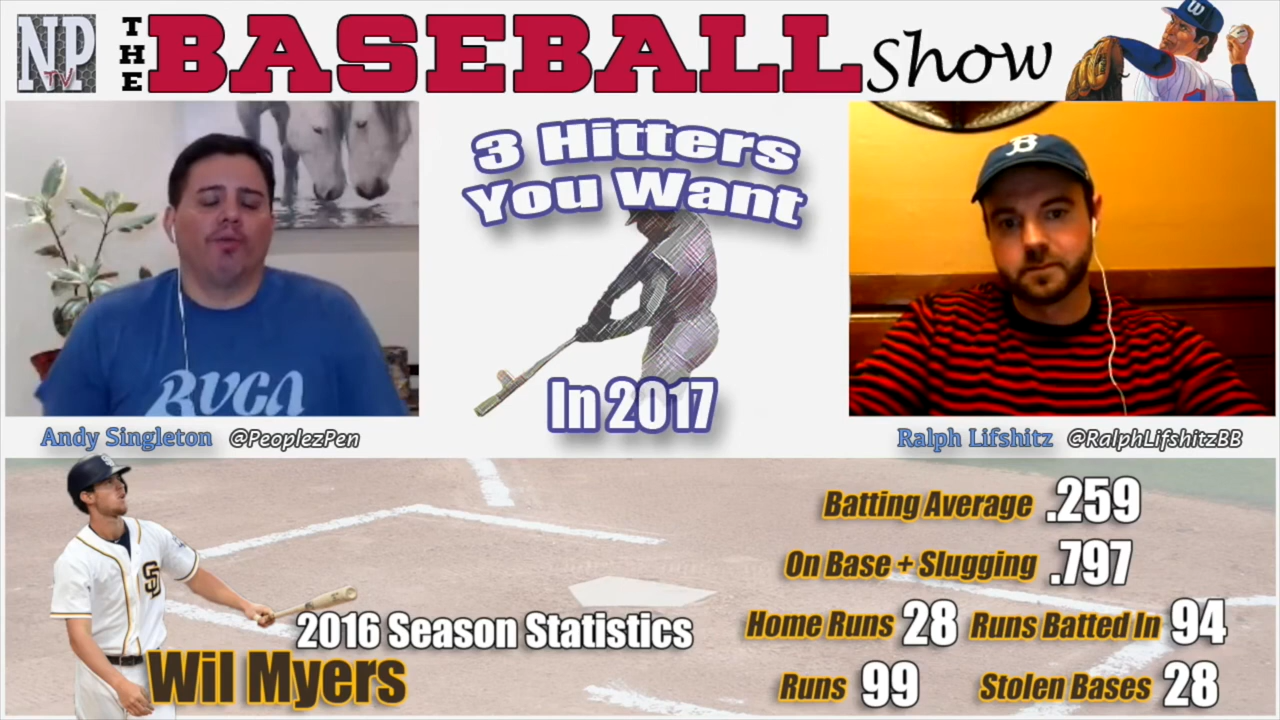 NP
TV
THE BASEBALL Show
W
B
3 Hitters
You Want
In 2017
RVCA
Andy Singleton @PeoplezPen
Ralph Lifshitz @RalphLifshitzBB
SD
2016 Season Statistics
Wil Myers
Batting Average .259
On Base + Slugging .797
Home Runs 28 Runs Batted In 94
Runs 99 Stolen Bases 28